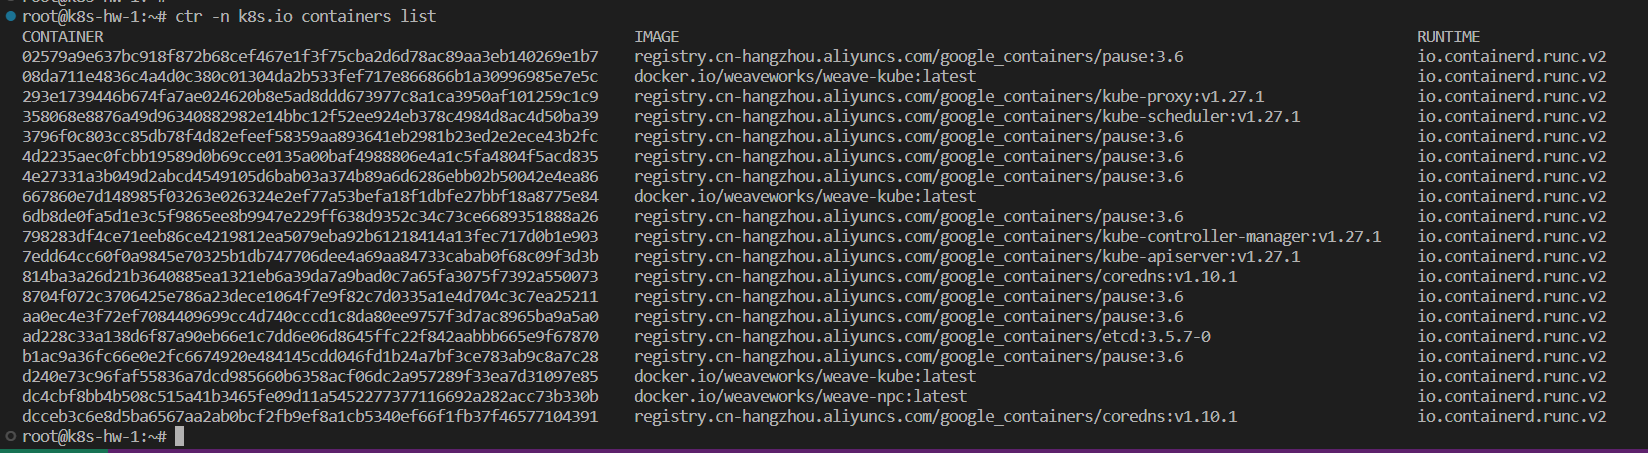 root@k8s-hw-1:~# ctr -n k8s.io containers list
CONTAINER IMAGE RUNTIME
02579a9e637bc918f872b68cef467e1f3f75cba2d6d78ac89aa3eb140269e1b7 registry.cn-hangzhou.aliyuncs.com/google_containers/pause:3.6 io.containerd.runc.v2
08da711e4836c4a4d0c380c01304da2b533fef717e866866b1a30996985e7e5c docker.io/weaveworks/weave-kube:latest io.containerd.runc.v2
293e1739446b674fa7ae024620b8e5ad8ddd673977c8a1ca3950af101259c1c9 registry.cn-hangzhou.aliyuncs.com/google_containers/kube-proxy:v1.27.1 io.containerd.runc.v2
358068e8876a49d96340882982e14bbc12f52ee924eb378c4984d8ac4d50ba39 registry.cn-hangzhou.aliyuncs.com/google_containers/kube-scheduler:v1.27.1 io.containerd.runc.v2
3796f0c803cc85db78f4d82efeef58359aa893641eb2981b23ed2e2ece43b2fc registry.cn-hangzhou.aliyuncs.com/google_containers/pause:3.6 io.containerd.runc.v2
4d2235aec0fcbb19589d0b69cce0135a00baf4988806e4a1c5fa4804f5acd835 registry.cn-hangzhou.aliyuncs.com/google_containers/pause:3.6 io.containerd.runc.v2
4e27331a3b049d2abcd4549105d6bab03a374b89a6d6286ebb02b50042e4ea86 registry.cn-hangzhou.aliyuncs.com/google_containers/pause:3.6 io.containerd.runc.v2
667860e7d148985f03263e026324e2ef77a53befa18f1dbfe27bbf18a8775e84 docker.io/weaveworks/weave-kube:latest io.containerd.runc.v2
6db8de0fa5d1e3c5f9865ee8b9947e229ff638d9352c34c73ce6689351888a26 registry.cn-hangzhou.aliyuncs.com/google_containers/pause:3.6 io.containerd.runc.v2
798283df4ce71eeb86ce4219812ea5079eba92b61218414a13fec717d0b1e903 registry.cn-hangzhou.aliyuncs.com/google_containers/kube-controller-manager:v1.27.1 io.containerd.runc.v2
7edd64cc60f0a9845e70325b1db747706dee4a69aa84733cabab0f68c09f3d3b registry.cn-hangzhou.aliyuncs.com/google_containers/kube-apiserver:v1.27.1 io.containerd.runc.v2
814ba3a26d21b3640885ea1321eb6a39da7a9bad0c7a65fa3075f7392a550073 registry.cn-hangzhou.aliyuncs.com/google_containers/coredns:v1.10.1 io.containerd.runc.v2
8704f072c3706425e786a23dece1064f7e9f82c7d0335a1e4d704c3c7ea25211 registry.cn-hangzhou.aliyuncs.com/google_containers/pause:3.6 io.containerd.runc.v2
aa0ec4e3f72ef7084409699cc4d740cccd1c8da80ee9757f3d7ac8965ba9a5a0 registry.cn-hangzhou.aliyuncs.com/google_containers/pause:3.6 io.containerd.runc.v2
ad228c33a138d6f87a90eb66e1c7dd6e06d8645ffc22f842aabbb665e9f67870 registry.cn-hangzhou.aliyuncs.com/google_containers/etcd:3.5.7-0 io.containerd.runc.v2
b1ac9a36fc66e0e2fc6674920e484145cdd046fd1b24a7bf3ce783ab9c8a7c28 registry.cn-hangzhou.aliyuncs.com/google_containers/pause:3.6 io.containerd.runc.v2
d240e73c96faf55836a7dcd985660b6358acf06dc2a957289f33ea7d31097e85 docker.io/weaveworks/weave-kube:latest io.containerd.runc.v2
dc4cbf8bb4b508c515a41b3465fe09d11a5452277377116692a282acc73b330b docker.io/weaveworks/weave-npc:latest io.containerd.runc.v2
dcceb3c6e8d5ba6567aa2ab0bcf2fb9ef8a1cb5340ef66f1fb37f46577104391 registry.cn-hangzhou.aliyuncs.com/google_containers/coredns:v1.10.1 io.containerd.runc.v2
root@k8s-hw-1:~#